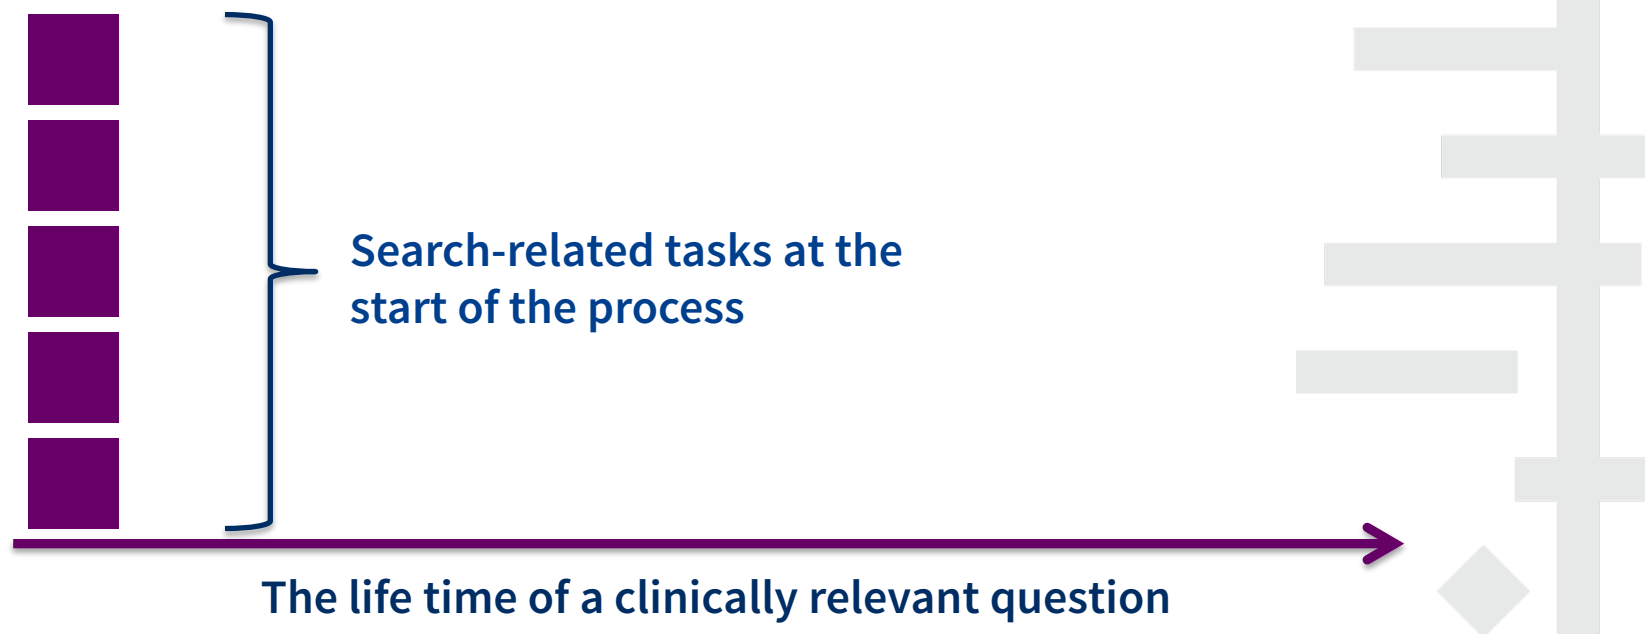 Search-related tasks at the
start of the process
The life time of a clinically relevant question